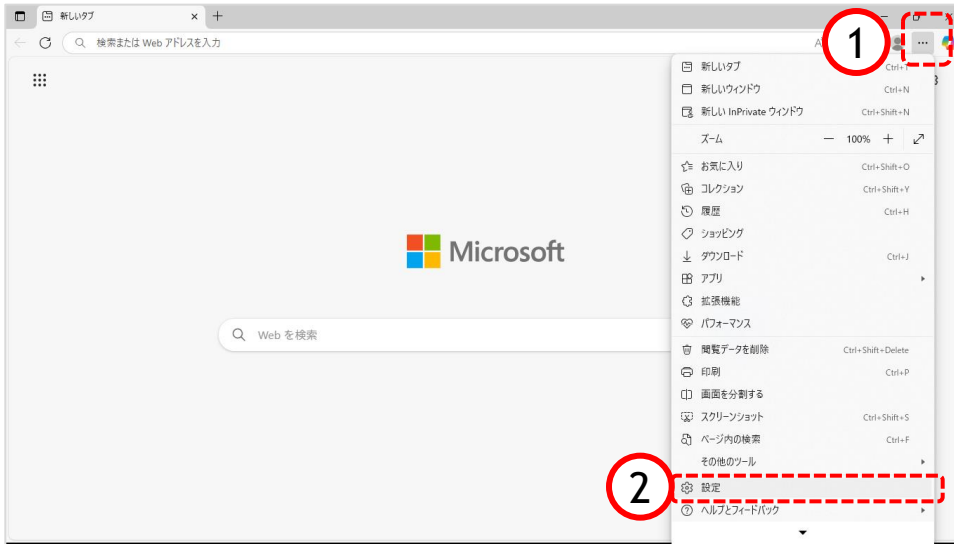 新しいタブ
検索または Web アドレスを入力
1
新しいタブ Ctrl+T
新しいウィンドウ Ctrl+N
新しい InPrivate ウィンドウ Ctrl+Shift+N
ズーム 100%
お気に入り Ctrl+Shift+O
コレクション Ctrl+Shift+Y
履歴 Ctrl+H
ショッピング
ダウンロード Ctrl+J
アプリ
拡張機能
パフォーマンス
Microsoft
Web を検索
閲覧データを削除 Ctrl+Shift+Delete
印刷 Ctrl+P
画面を分割する
スクリーンショット Ctrl+Shift+S
ページ内の検索 Ctrl+F
その他のツール
2
設定
ヘルプとフィードバック